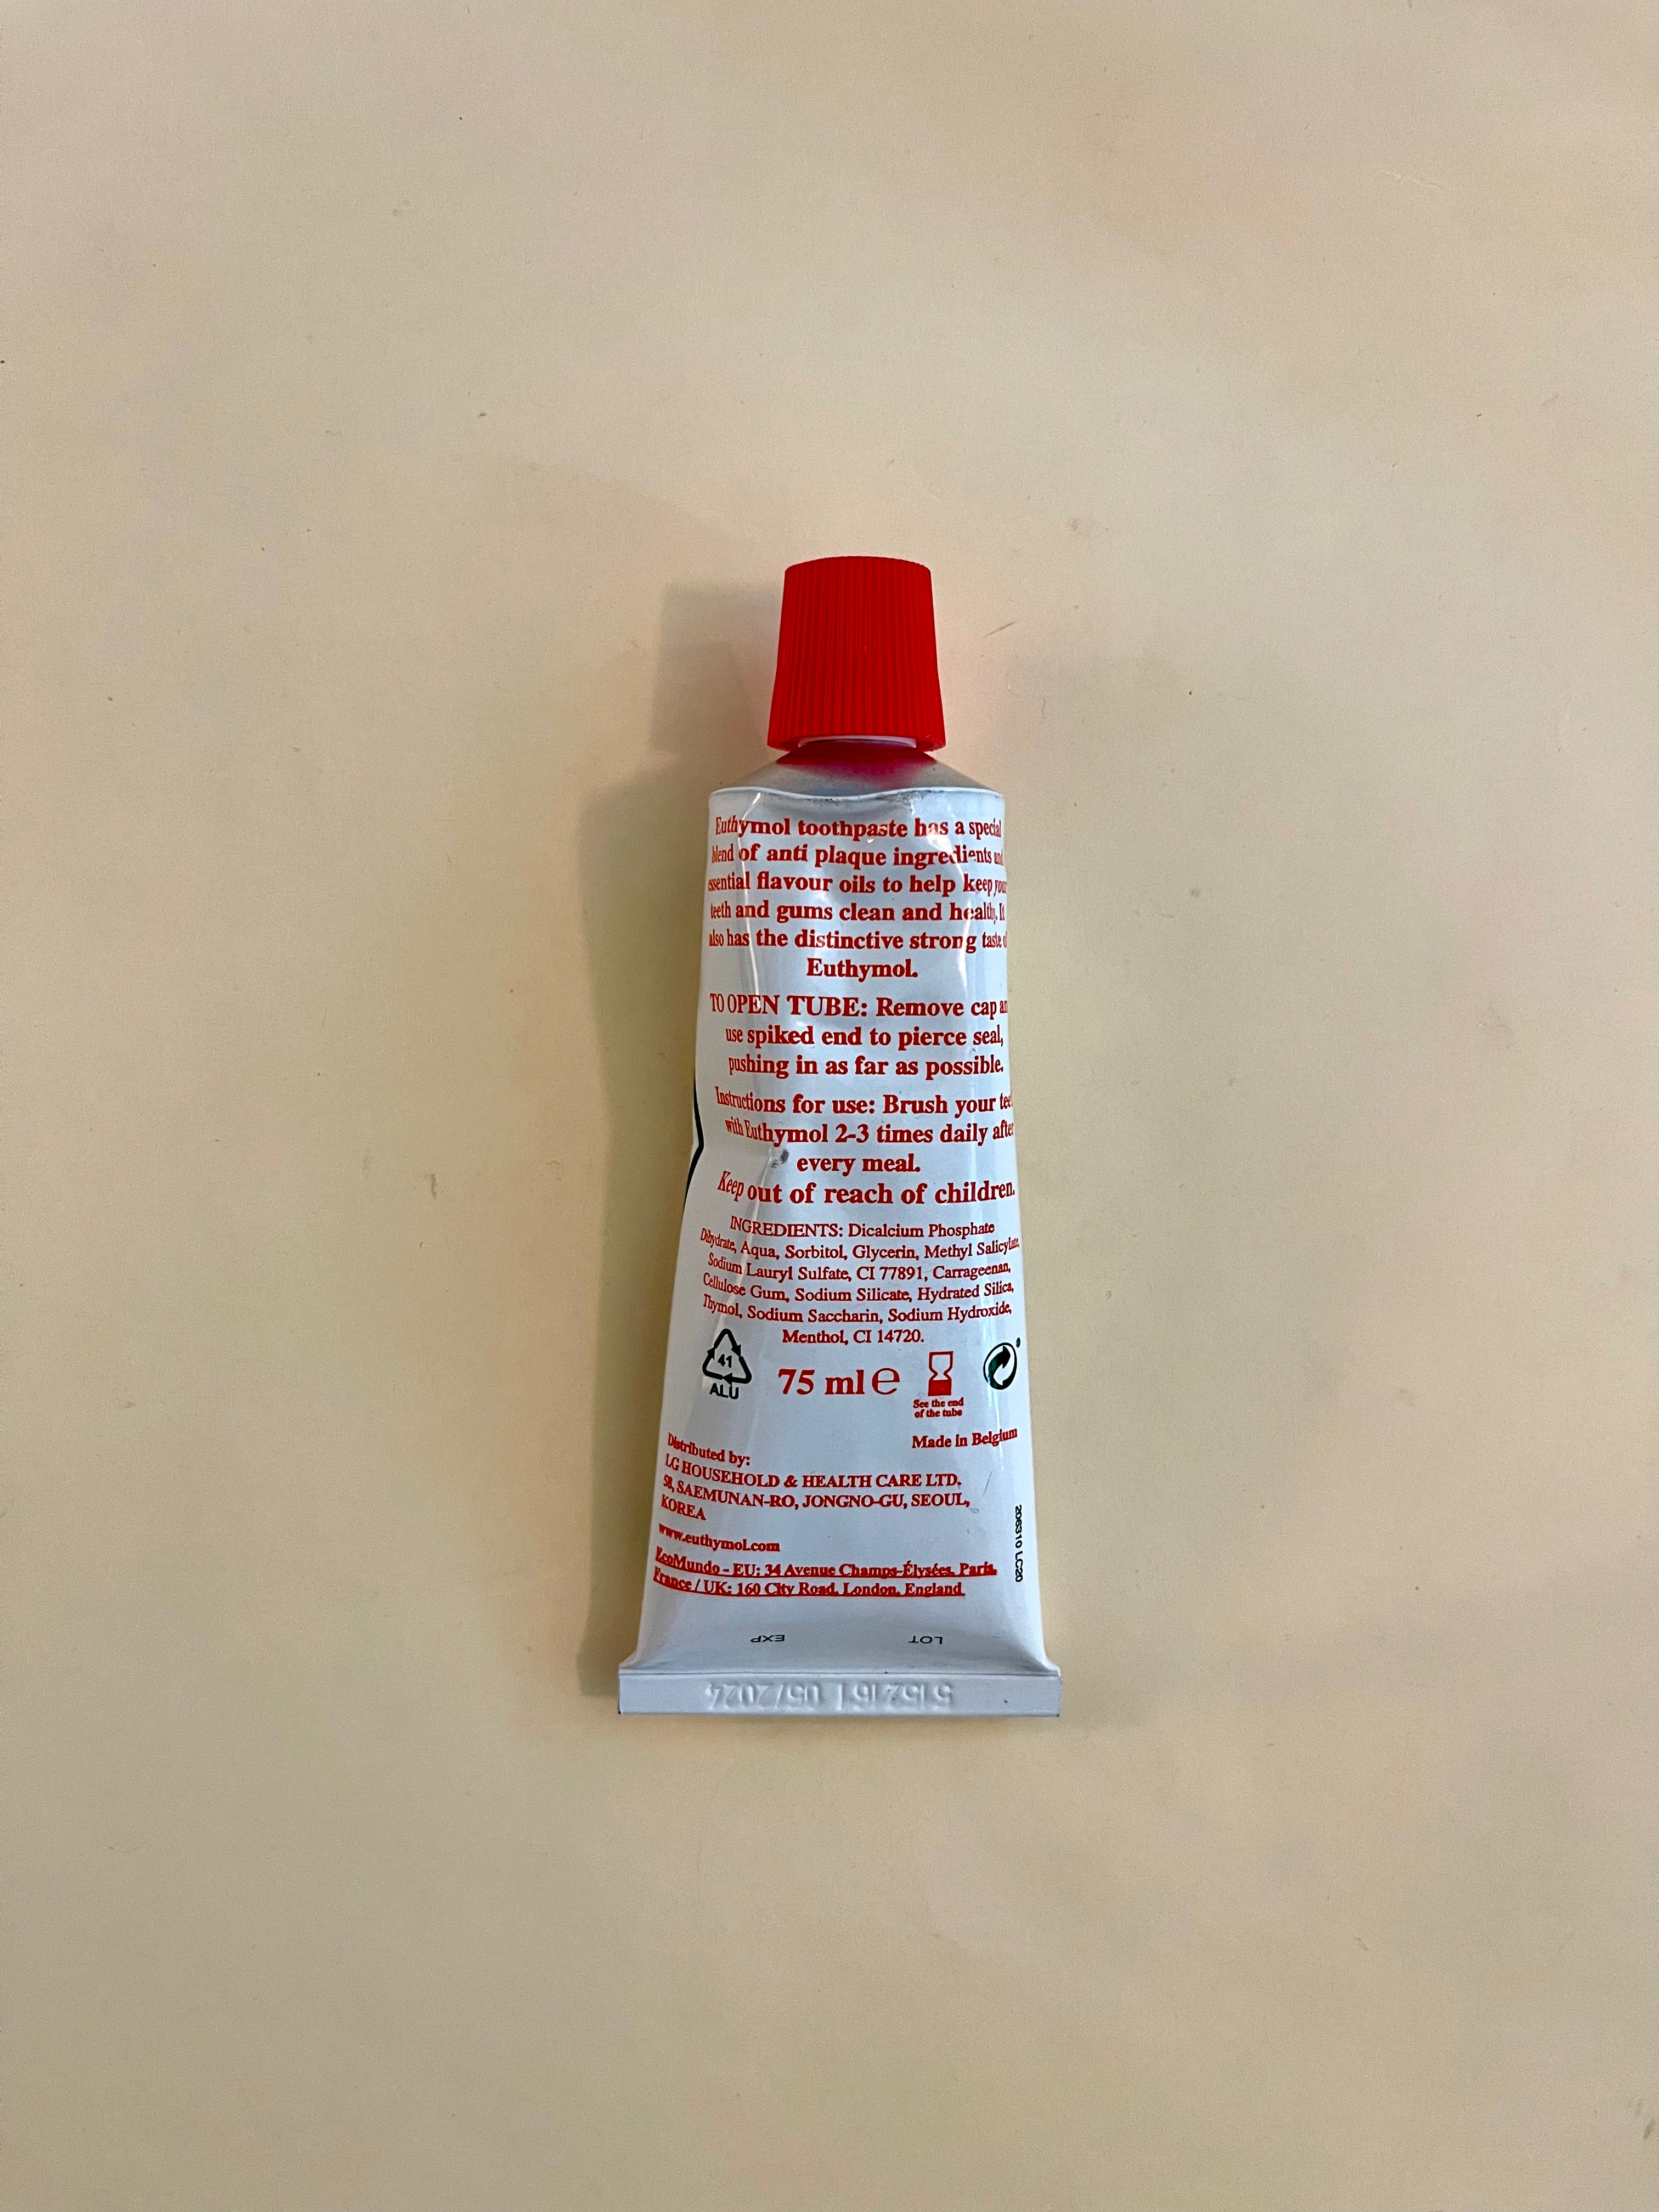 Euthymol toothpaste has a special
blend of anti plaque ingredients and
essential flavour oils to help keep your
teeth and gums clean and healthy. It
also has the distinctive strong taste of
Euthymol.
TO OPEN TUBE: Remove cap an
use spiked end to pierce seal,
pushing in as far as possible.
Instructions for use: Brush your tee
with Euthymol 2-3 times daily after
every meal.
Keep out of reach of children.
INGREDIENTS: Dicalcium Phosphate
Dihydrate, Aqua, Sorbitol, Glycerin, Methyl Salicylate,
Sodium Lauryl Sulfate, CI 77891, Carrageenan,
Cellulose Gum, Sodium Silicate, Hydrated Silica,
Thymol, Sodium Saccharin, Sodium Hydroxide,
Menthol, CI 14720.
41
ALU
75 ml ℮
See the end
of the tube
Made in Belgium
Distributed by:
LG HOUSEHOLD & HEALTH CARE LTD.
58, SAEMUNAN-RO, JONGNO-GU, SEOUL,
KOREA
www.euthymol.com
EcoMundo - EU: 34 Avenue Champs-Élysées, Paris,
France / UK: 160 City Road, London, England
206310 LC20
LOT EXP
05/2024